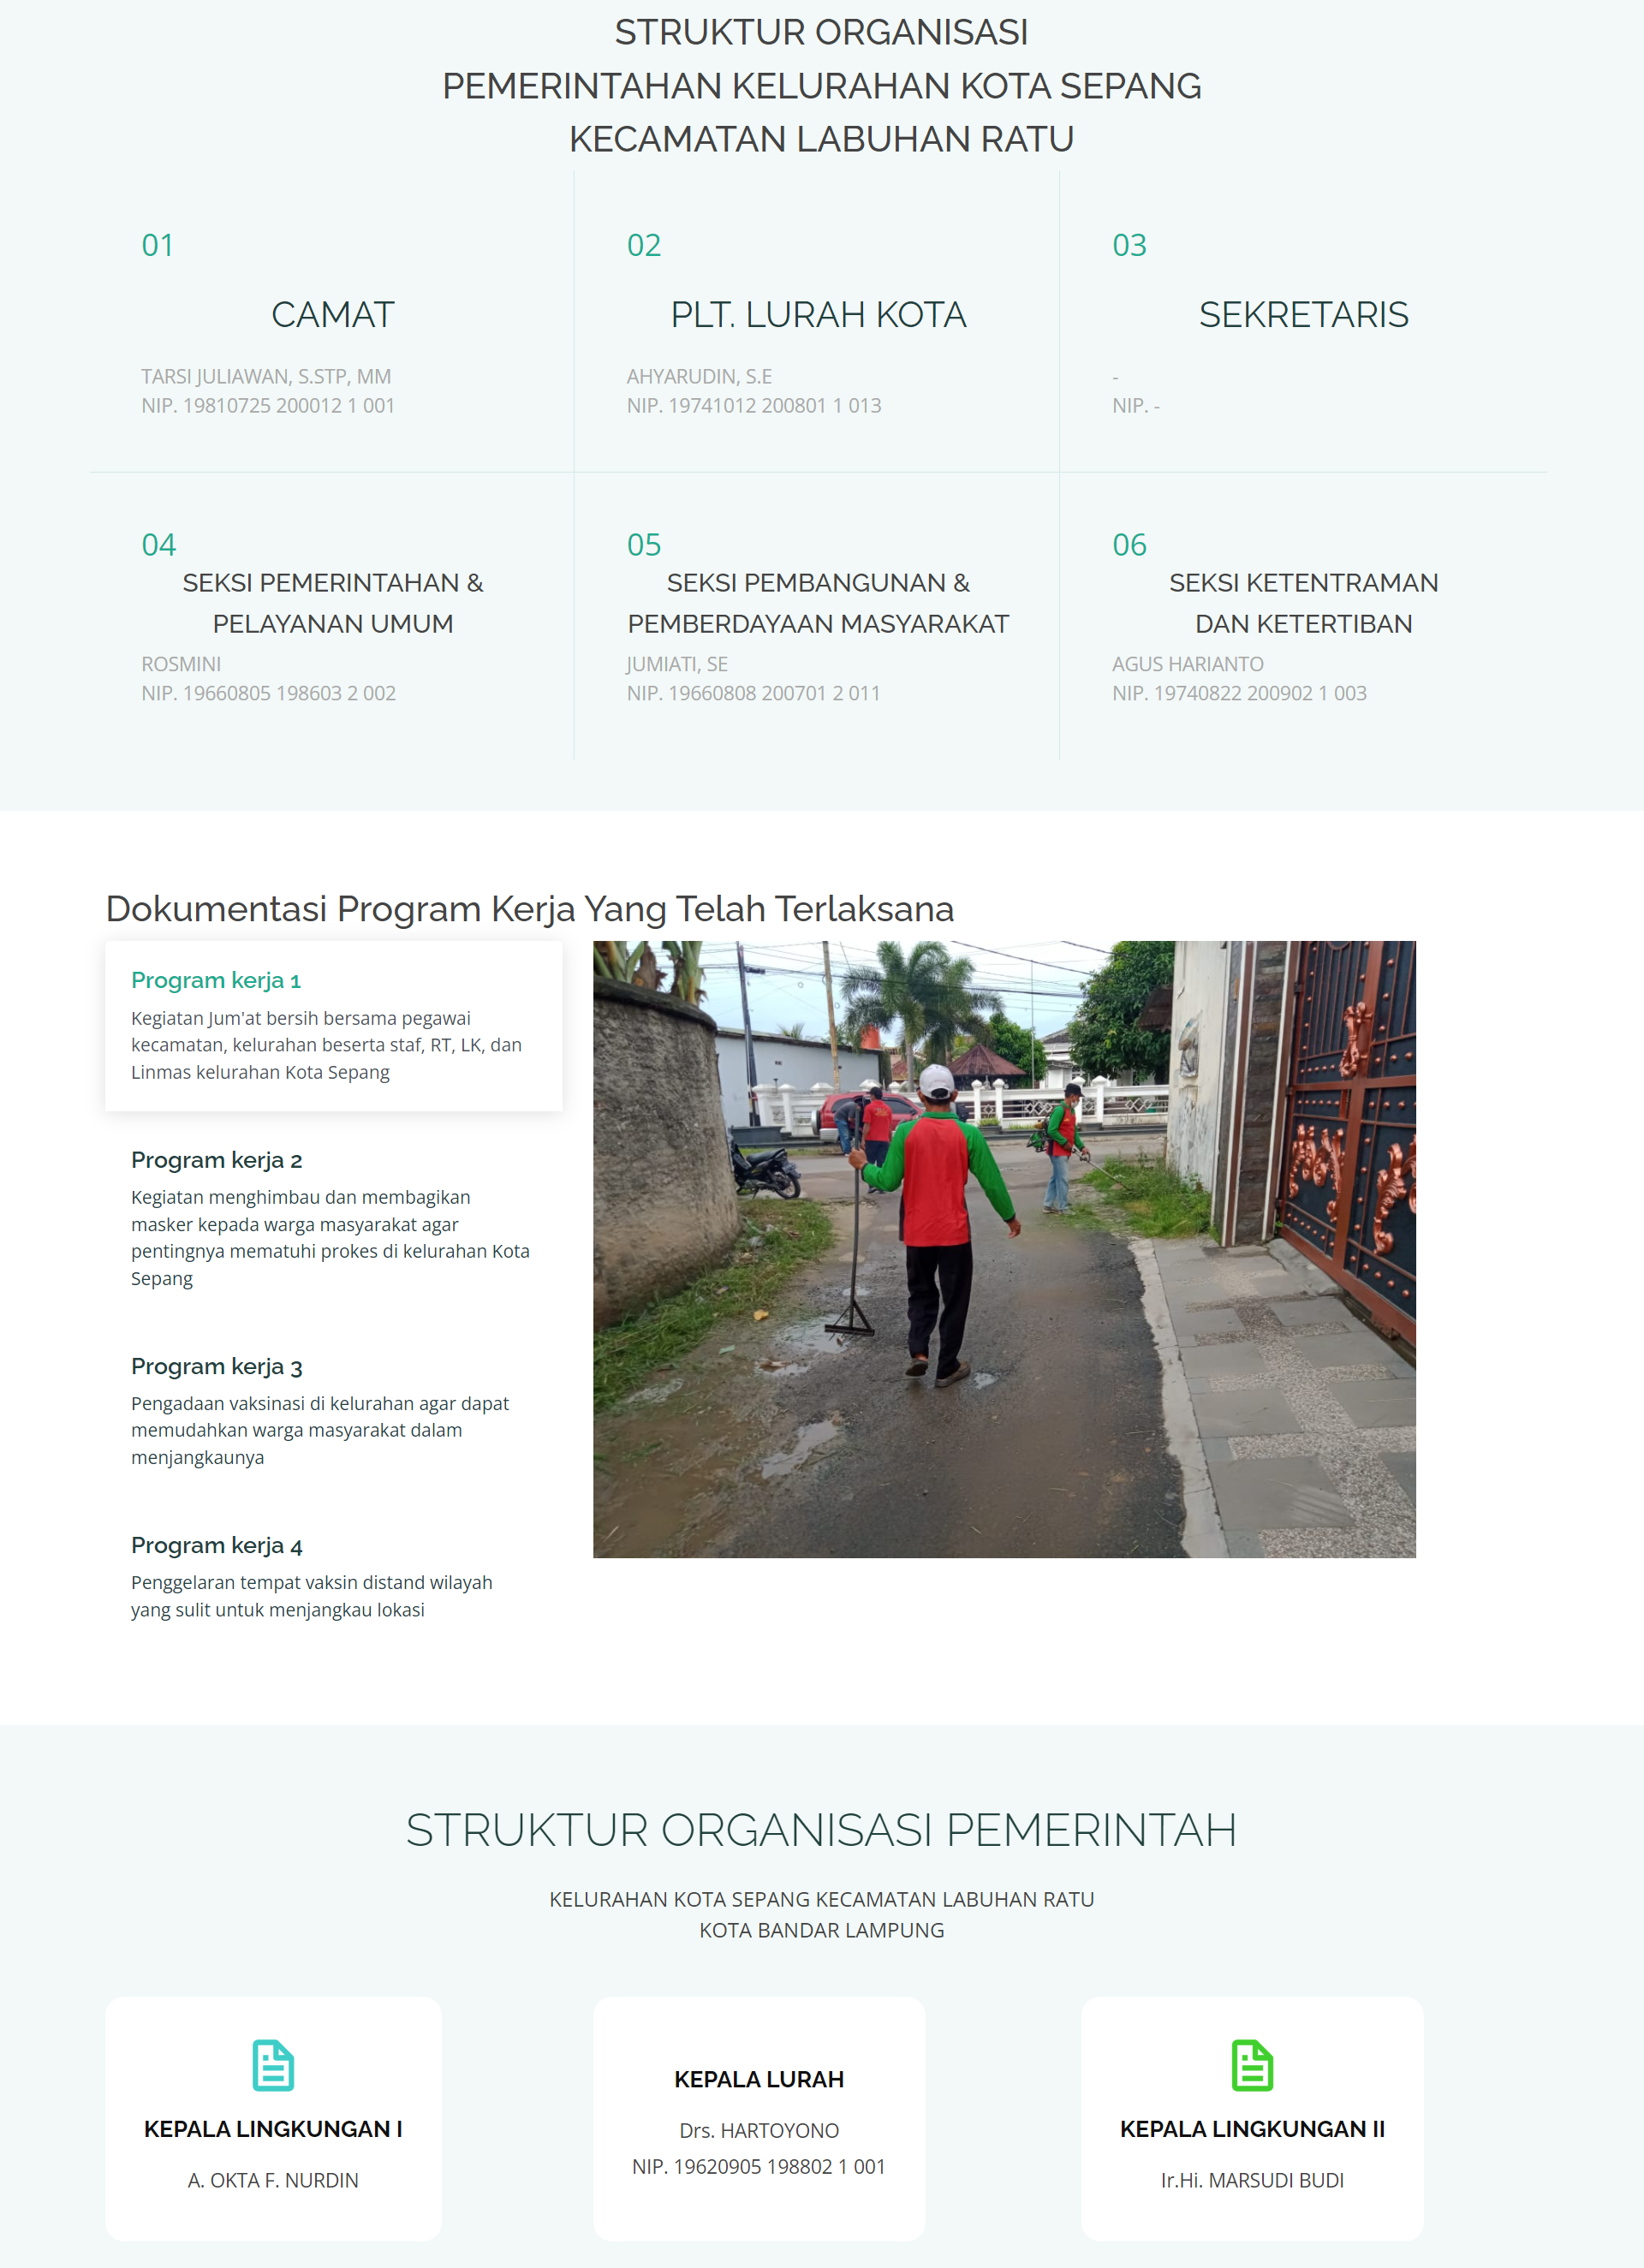 STRUKTUR ORGANISASI
PEMERINTAHAN KELURAHAN KOTA SEPANG
KECAMATAN LABUHAN RATU
01
CAMAT
TARSI JULIAWAN, S.STP, MM
NIP. 19810725 200012 1 001
02
PLT. LURAH KOTA
AHYARUDIN, S.E
NIP. 19741012 200801 1 013
03
SEKRETARIS
-
NIP. -
04
SEKSI PEMERINTAHAN &
PELAYANAN UMUM
ROSMINI
NIP. 19660805 198603 2 002
05
SEKSI PEMBANGUNAN &
PEMBERDAYAAN MASYARAKAT
JUMIATI, SE
NIP. 19660808 200701 2 011
06
SEKSI KETENTRAMAN
DAN KETERTIBAN
AGUS HARIANTO
NIP. 19740822 200902 1 003
Dokumentasi Program Kerja Yang Telah Terlaksana
Program kerja 1
Kegiatan Jum'at bersih bersama pegawai
kecamatan, kelurahan beserta staf, RT, LK, dan
Linmas kelurahan Kota Sepang
Program kerja 2
Kegiatan menghimbau dan membagikan
masker kepada warga masyarakat agar
pentingnya mematuhi prokes di kelurahan Kota
Sepang
Program kerja 3
Pengadaan vaksinasi di kelurahan agar dapat
memudahkan warga masyarakat dalam
menjangkaunya
Program kerja 4
Penggelaran tempat vaksin distand wilayah
yang sulit untuk menjangkau lokasi
STRUKTUR ORGANISASI PEMERINTAH
KELURAHAN KOTA SEPANG KECAMATAN LABUHAN RATU
KOTA BANDAR LAMPUNG
KEPALA LINGKUNGAN I
A. OKTA F. NURDIN
KEPALA LURAH
Drs. HARTOYONO
NIP. 19620905 198802 1 001
KEPALA LINGKUNGAN II
Ir.Hi. MARSUDI BUDI